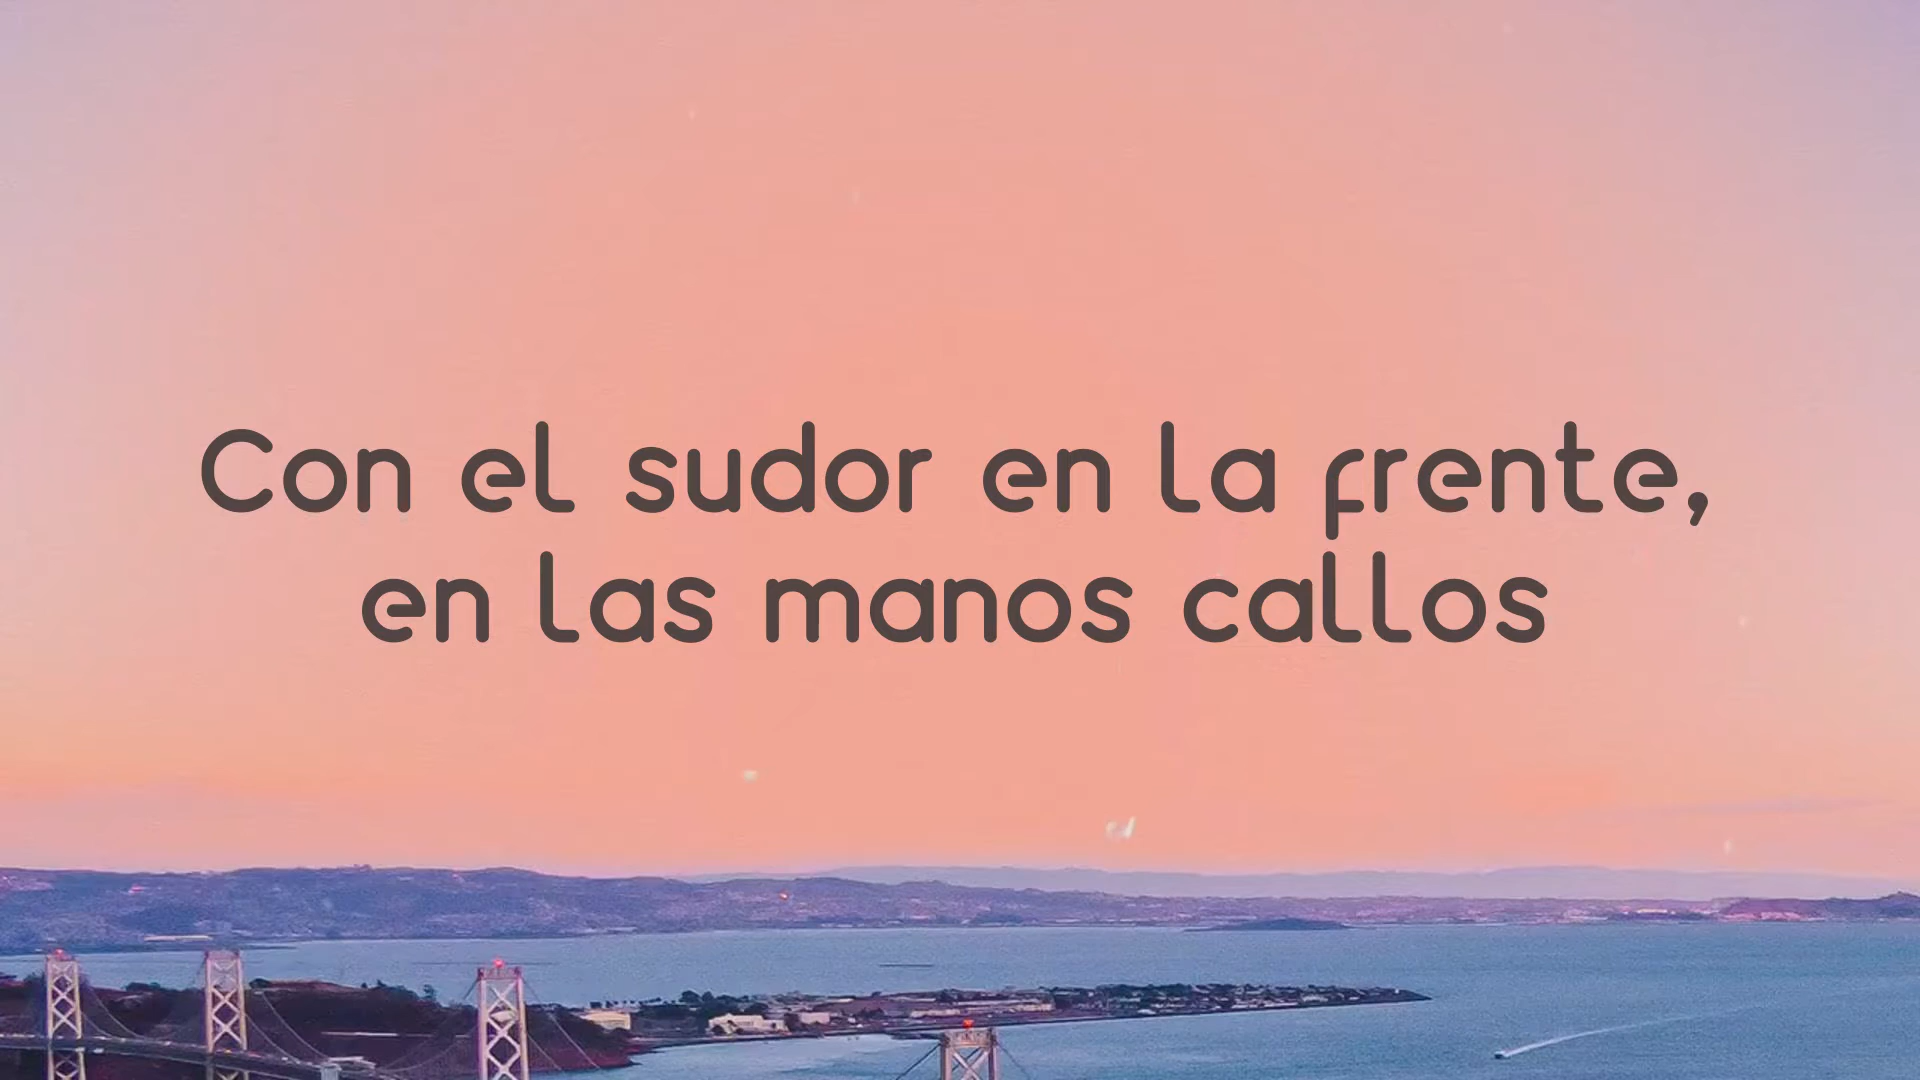 Con el sudor en la frente,
en las manos callos